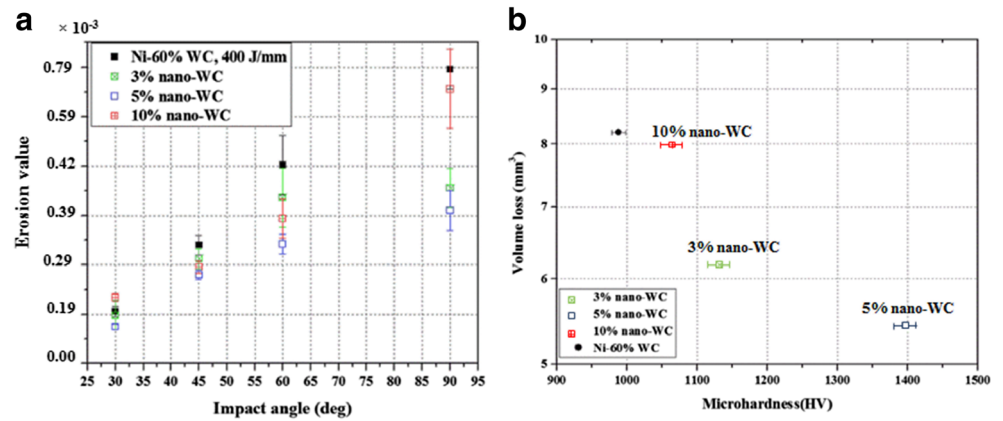 a
× 10⁻³
Ni-60% WC, 400 J/mm
3% nano-WC
5% nano-WC
10% nano-WC
0.79
0.59
0.42
0.39
0.29
0.19
0.00
Erosion value
25 30 35 40 45 50 55 60 65 70 75 80 85 90 95
Impact angle (deg)
b
10
9
8
7
6
5
Volume loss (mm³)
10% nano-WC
3% nano-WC
5% nano-WC
3% nano-WC
5% nano-WC
10% nano-WC
Ni-60% WC
900 1000 1100 1200 1300 1400 1500
Microhardness(HV)